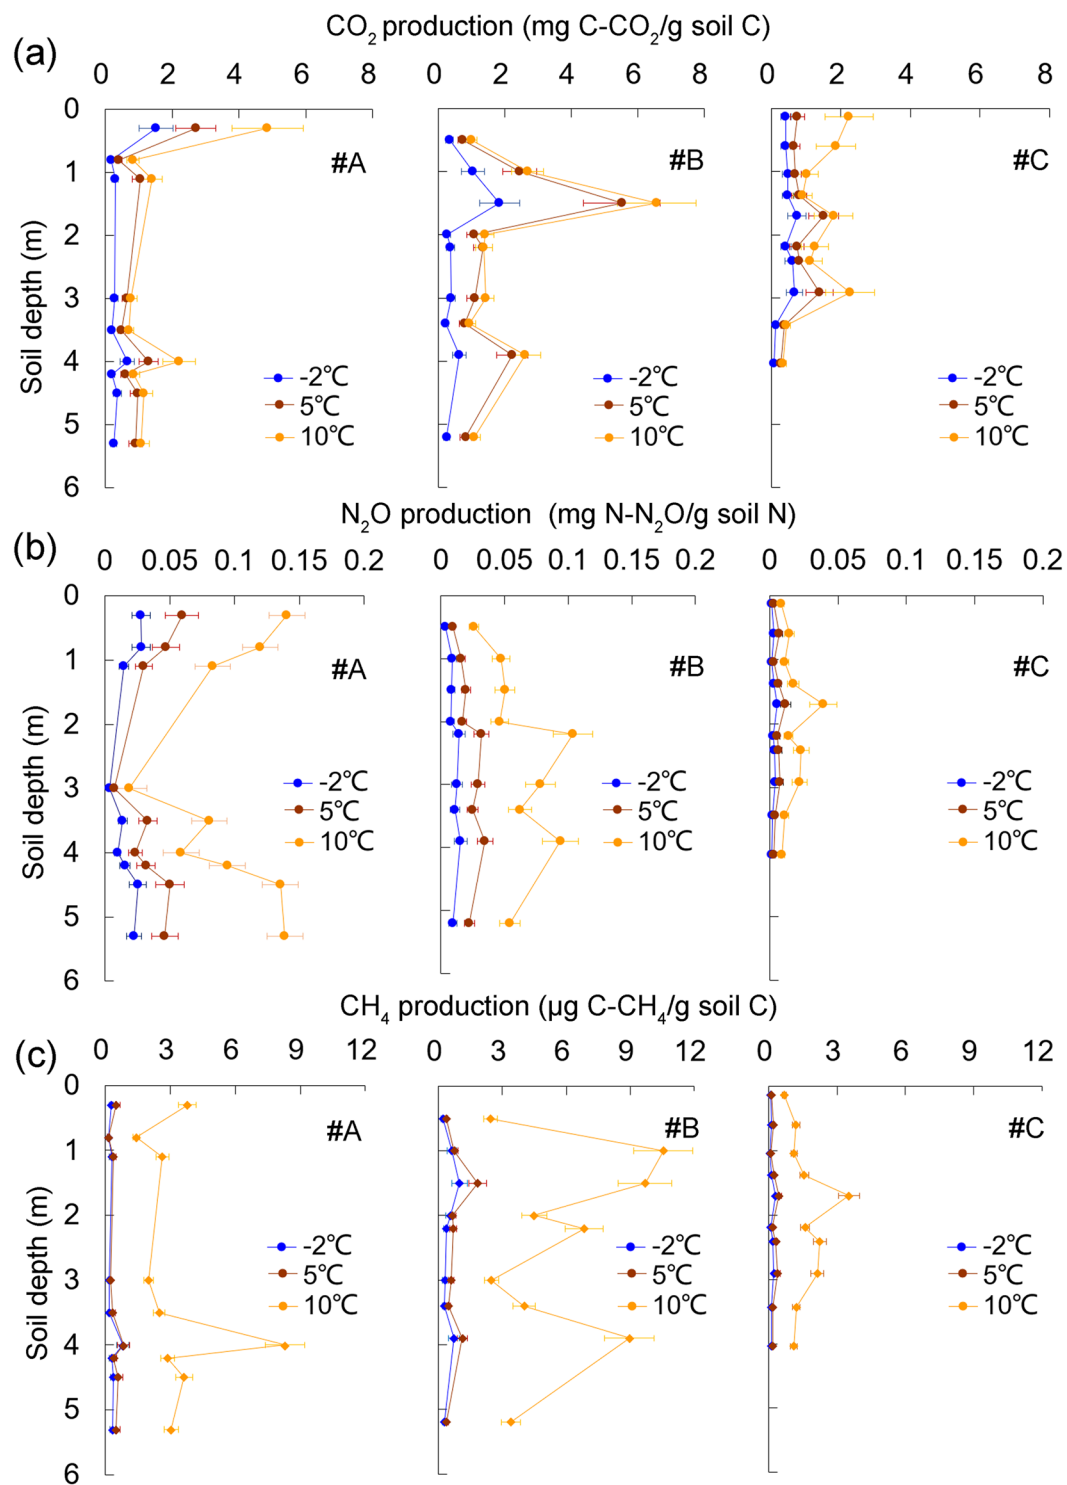 CO₂ production (mg C-CO₂/g soil C)
(a)
0 2 4 6 8 0 2 4 6 8 0 2 4 6 8
0
#A #B #C
1
2
Soil depth (m)
3
4
-2℃ -2℃ -2℃
5℃ 5℃ 5℃
5
10℃ 10℃ 10℃
6
N₂O production (mg N-N₂O/g soil N)
(b)
0 0.05 0.1 0.15 0.2 0 0.05 0.1 0.15 0.2 0 0.05 0.1 0.15 0.2
0
#A #B #C
1
2
Soil depth (m)
3
-2℃ -2℃ -2℃
5℃ 5℃ 5℃
10℃ 10℃ 10℃
4
5
6
CH₄ production (µg C-CH₄/g soil C)
(c)
0 3 6 9 12 0 3 6 9 12 0 3 6 9 12
0
#A #B #C
1
2
Soil depth (m)
-2℃ -2℃ -2℃
3
5℃ 5℃ 5℃
10℃ 10℃ 10℃
4
5
6